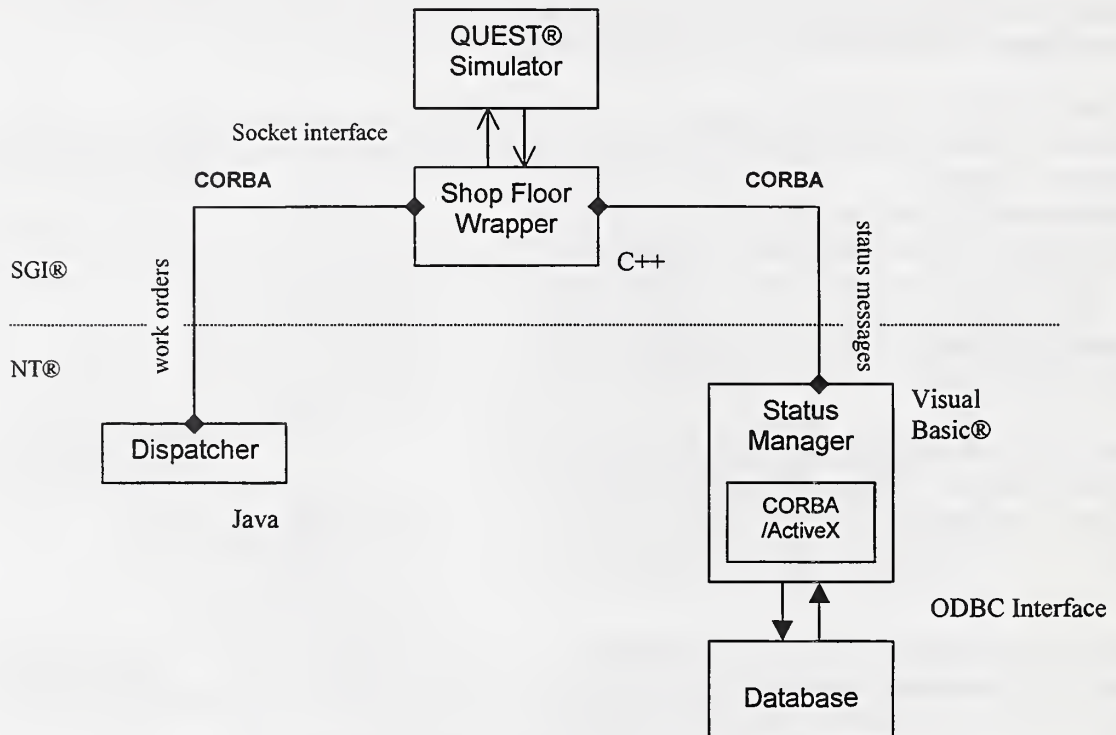 QUEST®
Simulator
Socket interface
CORBA
CORBA
Shop Floor
Wrapper
C++
SGI®
work orders
status messages
NT®
Dispatcher
Java
Status
Manager
Visual
Basic®
CORBA
/ActiveX
ODBC Interface
Database